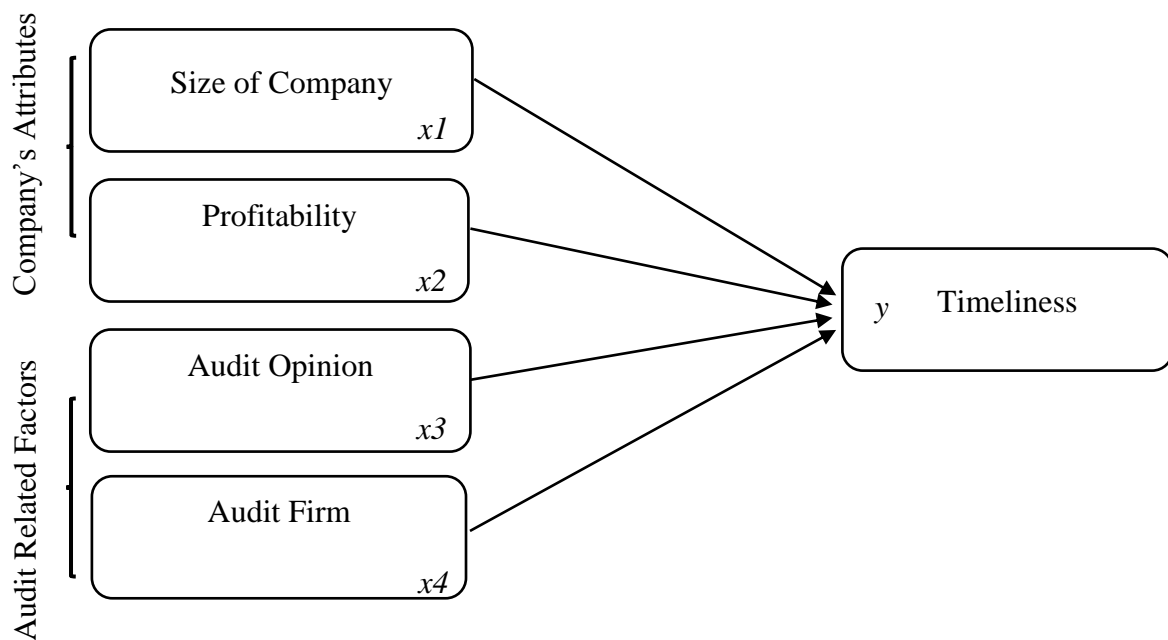 Company's Attributes
Size of Company
x1
Profitability
x2
Audit Related Factors
Audit Opinion
x3
Audit Firm
x4
y Timeliness